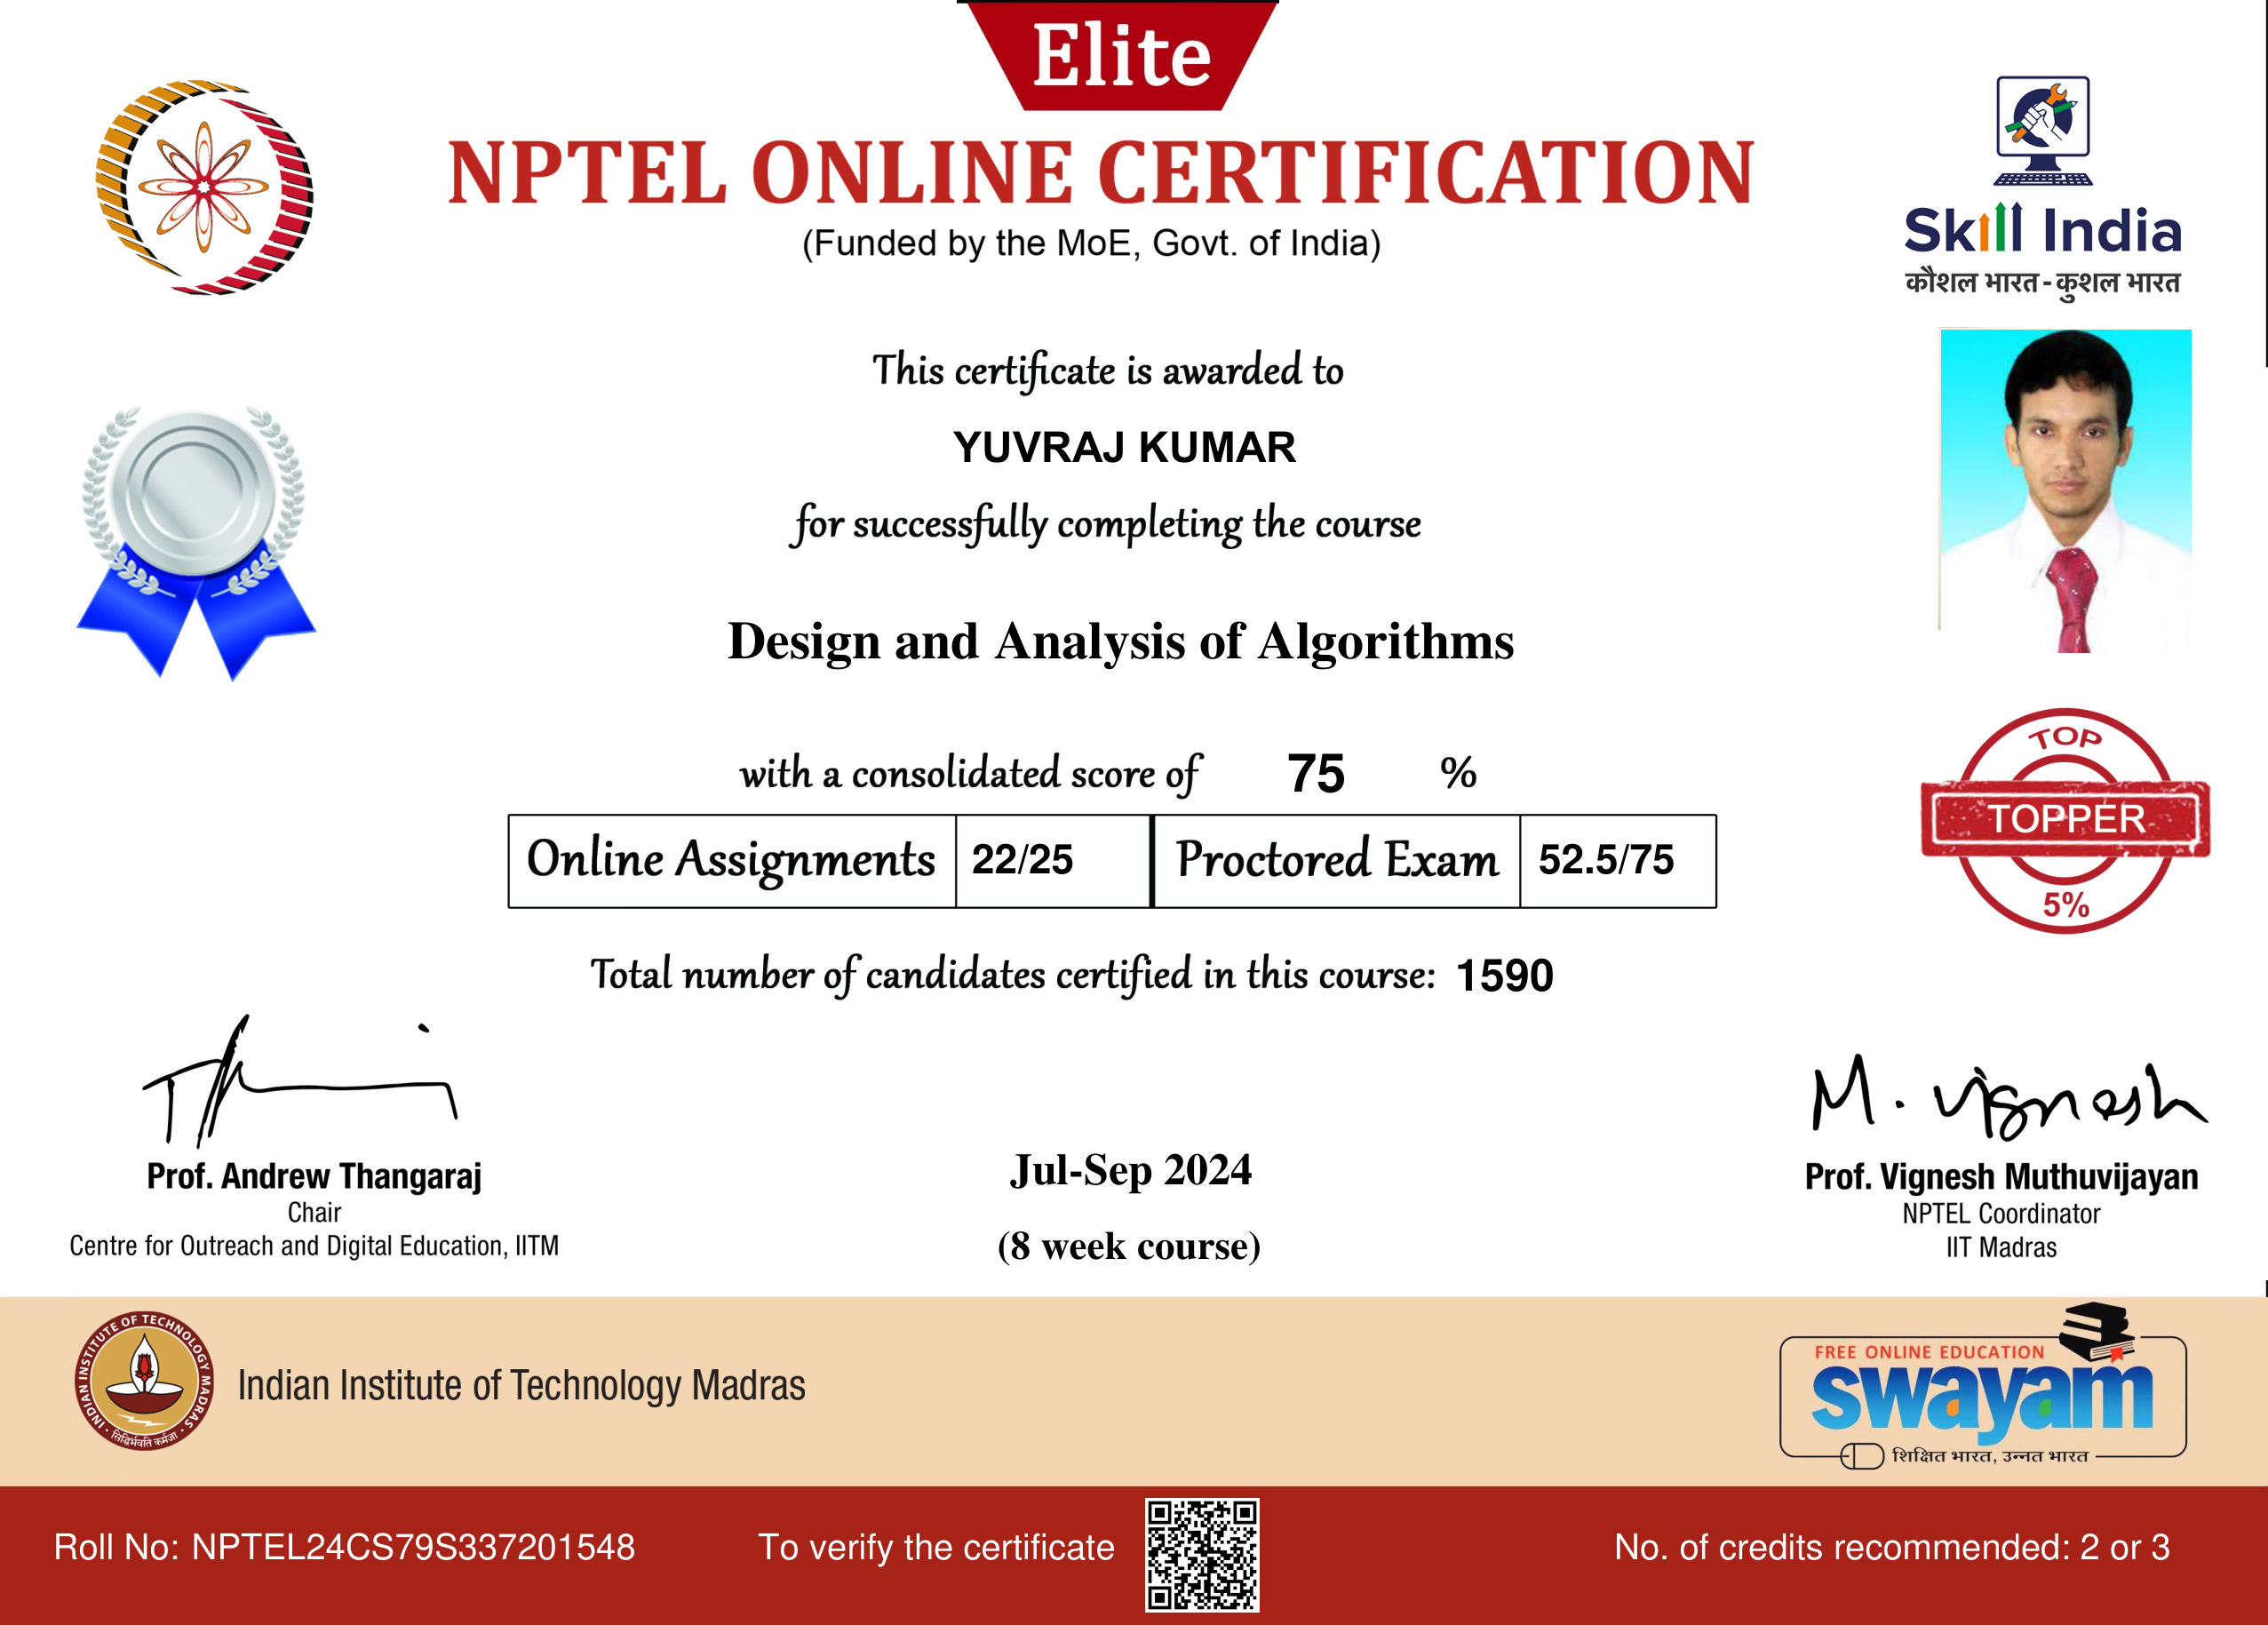 Elite
NPTEL ONLINE CERTIFICATION
(Funded by the MoE, Govt. of India)
Skill India
कौशल भारत - कुशल भारत
This certificate is awarded to
YUVRAJ KUMAR
for successfully completing the course
Design and Analysis of Algorithms
with a consolidated score of 75 %
Online Assignments 22/25 Proctored Exam 52.5/75
TOP
TOPPER
5%
Total number of candidates certified in this course: 1590
M. Vignesh
Prof. Andrew Thangaraj
Chair
Centre for Outreach and Digital Education, IITM
Jul-Sep 2024
(8 week course)
Prof. Vignesh Muthuvijayan
NPTEL Coordinator
IIT Madras
INDIAN INSTITUTE OF TECHNOLOGY MADRAS
सिद्धिर्भवति कर्मजा
Indian Institute of Technology Madras
FREE ONLINE EDUCATION
swayam
शिक्षित भारत, उन्नत भारत
Roll No: NPTEL24CS79S337201548
To verify the certificate
No. of credits recommended: 2 or 3